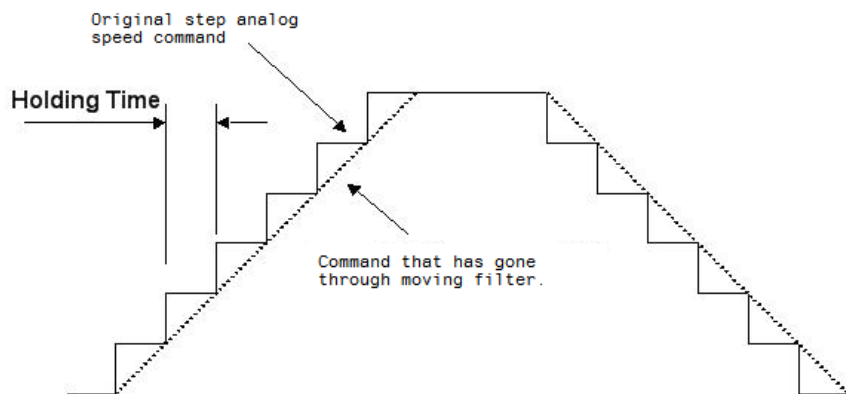 Original step analog
speed command
Holding Time
Command that has gone
through moving filter.